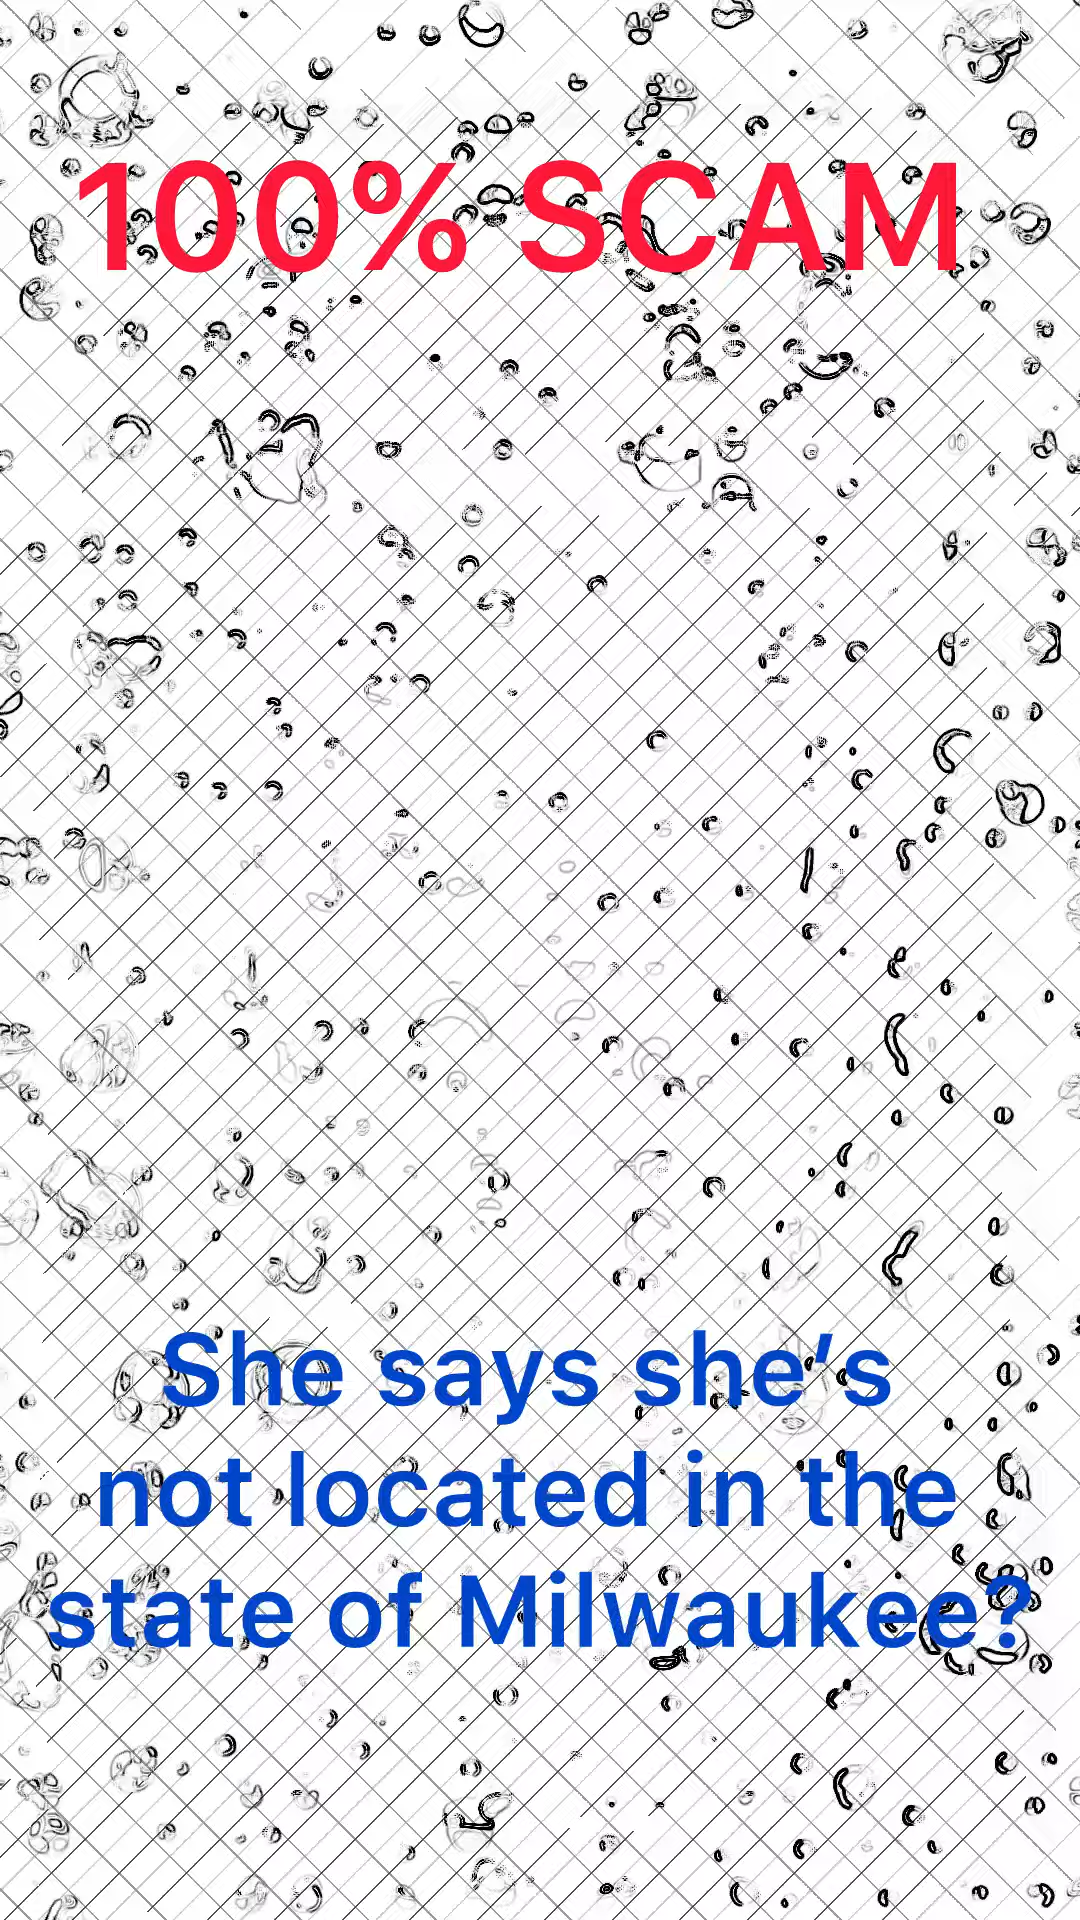 100% SCAM
She says she's
not located in the
state of Milwaukee?